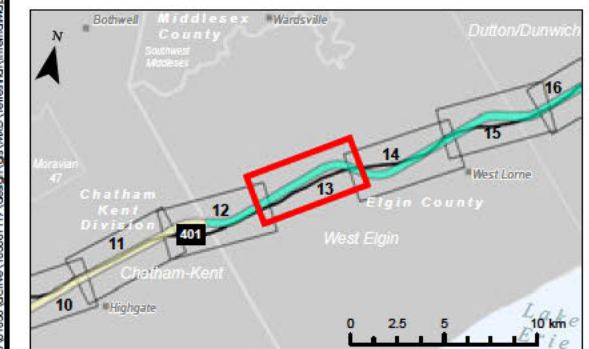 Bothwell
Middlesex
County
Wardsville
Dutton/Dunwich
N
Southwest
Middlesex
16
15
14
West Lorne
Moravian
47
13
Elgin County
Chatham
Kent
Division
12
401
West Elgin
11
Chatham-Kent
10
Highgate
Lake
Erie
0 2.5 5 10 km